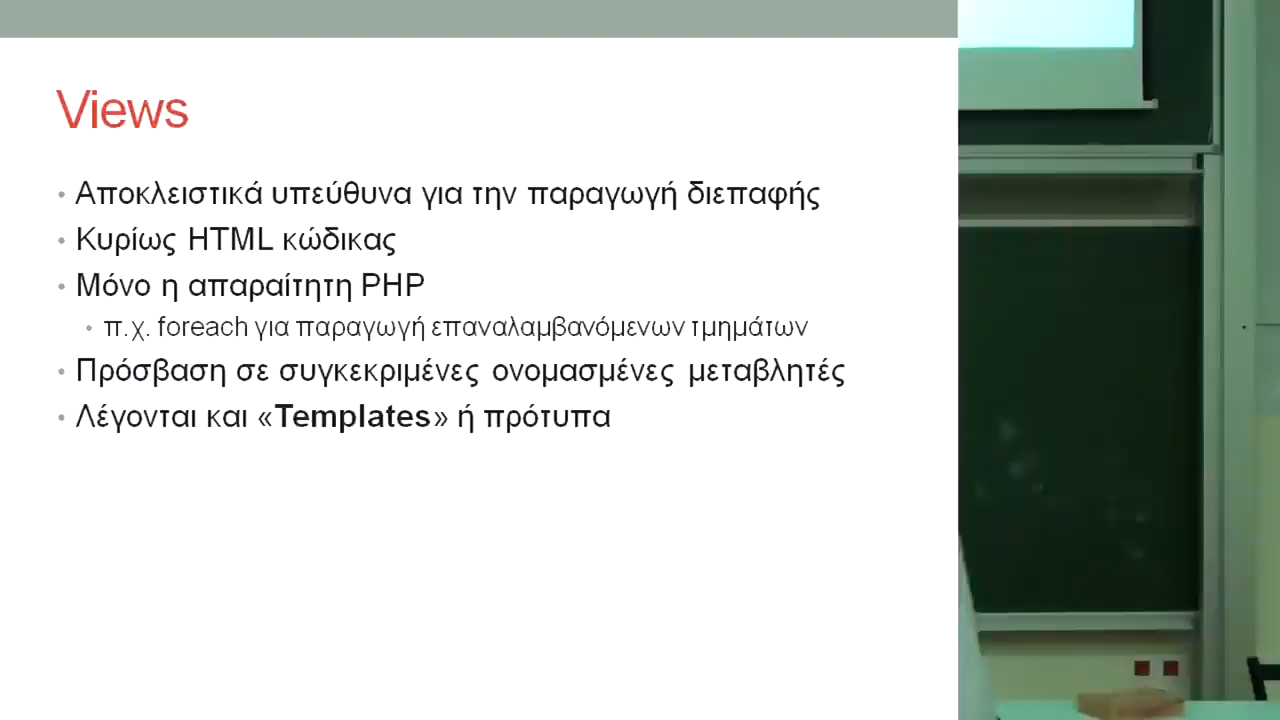 Views
• Αποκλειστικά υπεύθυνα για την παραγωγή διεπαφής
• Κυρίως HTML κώδικας
• Μόνο η απαραίτητη PHP
• π.χ. foreach για παραγωγή επαναλαμβανόμενων τμημάτων
• Πρόσβαση σε συγκεκριμένες ονομασμένες μεταβλητές
• Λέγονται και «Templates» ή πρότυπα